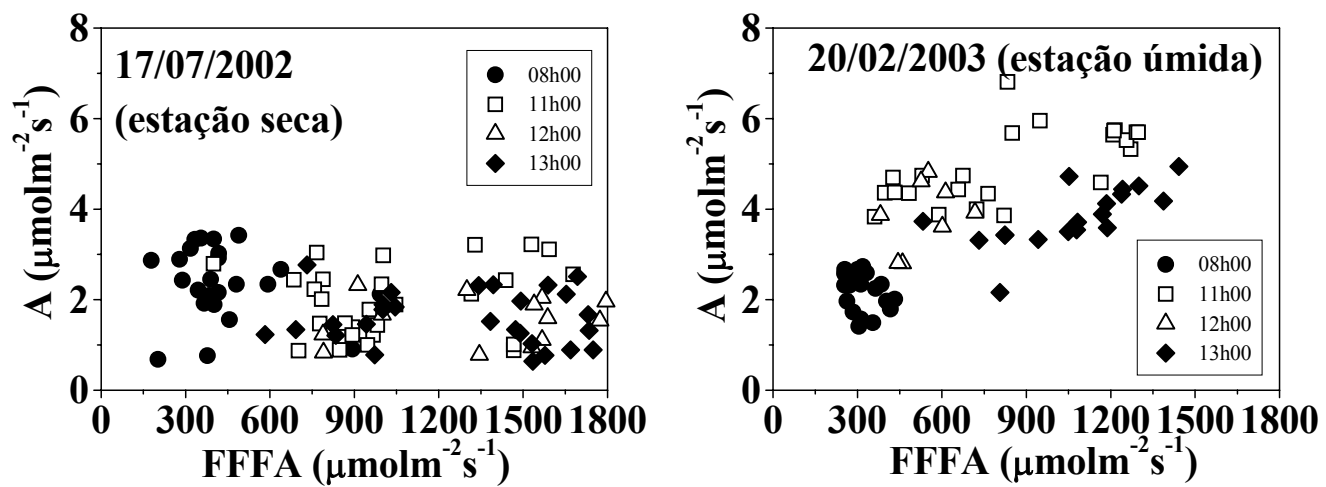 17/07/2002
(estação seca)
08h00
11h00
12h00
13h00
8
6
4
2
0
A (μmolm⁻²s⁻¹)
0 300 600 900 1200 1500 1800
FFFA (μmolm⁻²s⁻¹)
20/02/2003 (estação úmida)
08h00
11h00
12h00
13h00
8
6
4
2
0
A (μmolm⁻²s⁻¹)
0 300 600 900 1200 1500 1800
FFFA (μmolm⁻²s⁻¹)